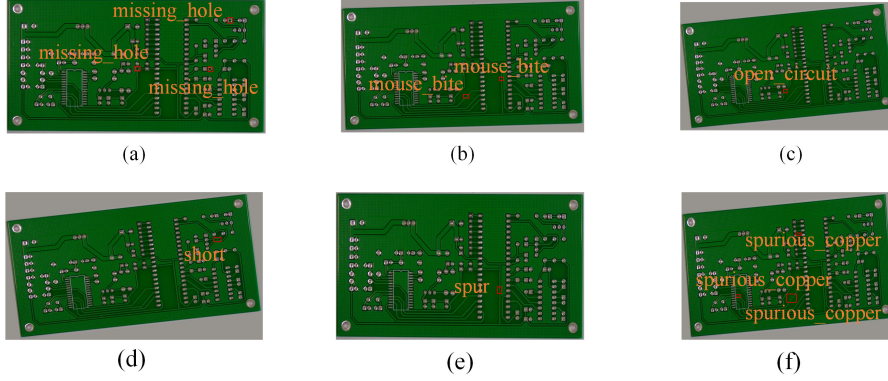 missing_hole
missing_hole
missing_hole
mouse_bite
mouse_bite
open_circuit
(a)
(b)
(c)
short
spur
spurious_copper
spurious_copper
spurious_copper
(d)
(e)
(f)